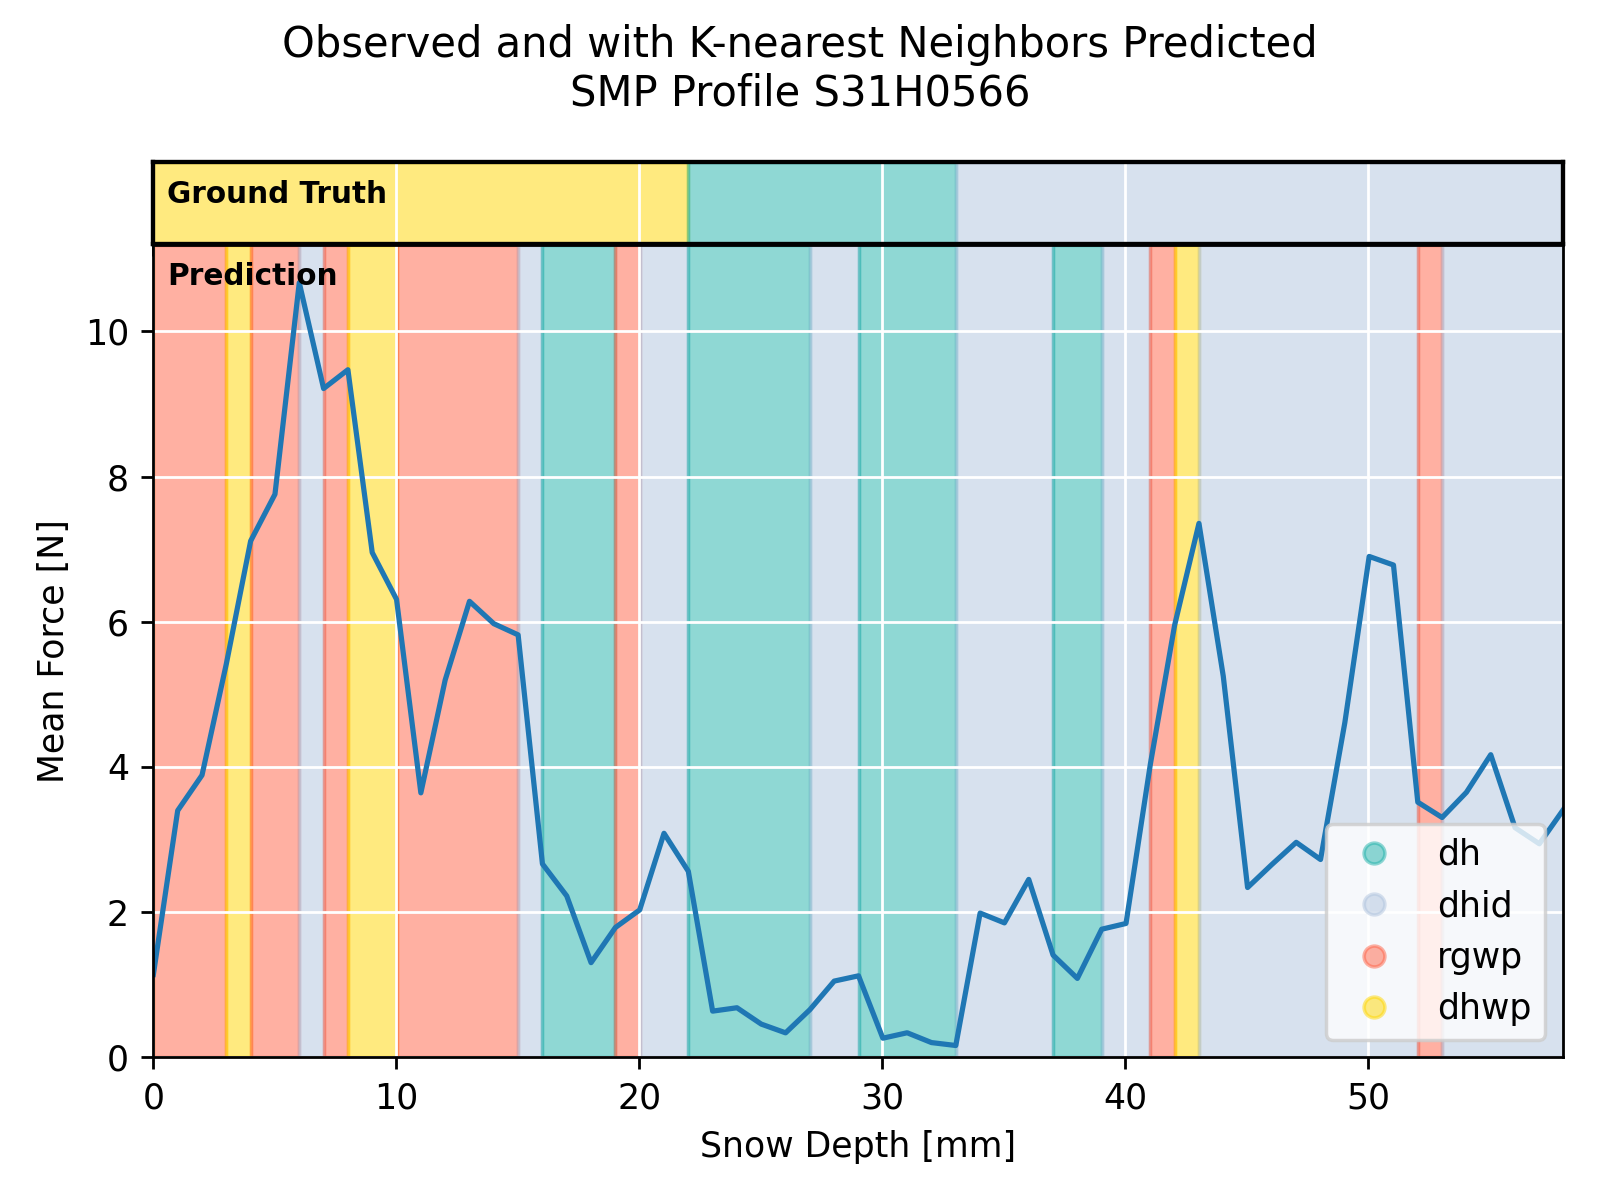 Observed and with K-nearest Neighbors Predicted
SMP Profile S31H0566
Ground Truth
Prediction
10
8
6
4
2
0
Mean Force [N]
dh
dhid
rgwp
dhwp
0 10 20 30 40 50
Snow Depth [mm]